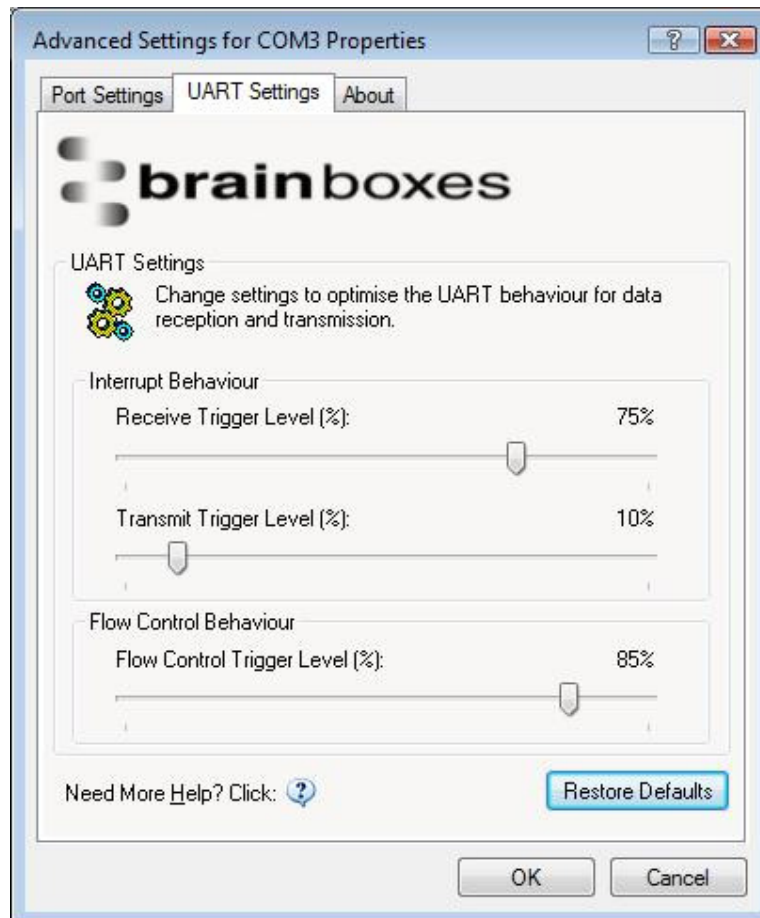 Advanced Settings for COM3 Properties
Port Settings UART Settings About
brainboxes
UART Settings
Change settings to optimise the UART behaviour for data
reception and transmission.
Interrupt Behaviour
Receive Trigger Level (%): 75%
Transmit Trigger Level (%): 10%
Flow Control Behaviour
Flow Control Trigger Level (%): 85%
Need More Help? Click: Restore Defaults
OK Cancel